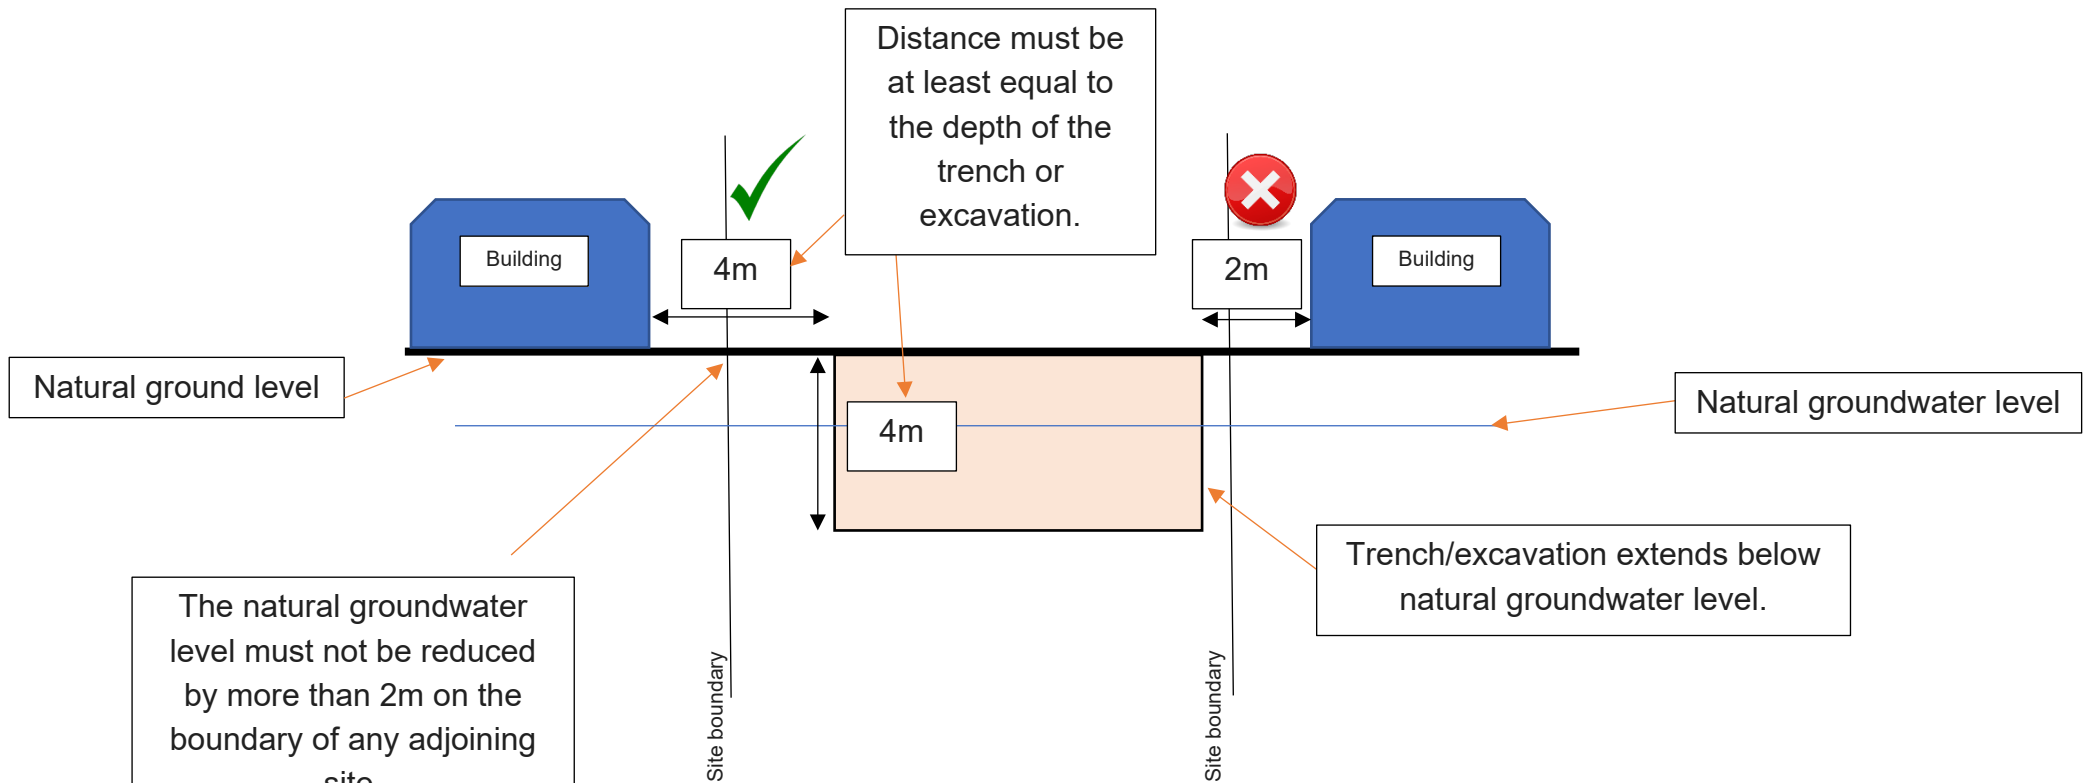 Distance must be
at least equal to
the depth of the
trench or
excavation.
Building
4m
2m
Building
Natural ground level
4m
Natural groundwater level
Trench/excavation extends below
natural groundwater level.
The natural groundwater
level must not be reduced
by more than 2m on the
boundary of any adjoining
site
Site boundary
Site boundary